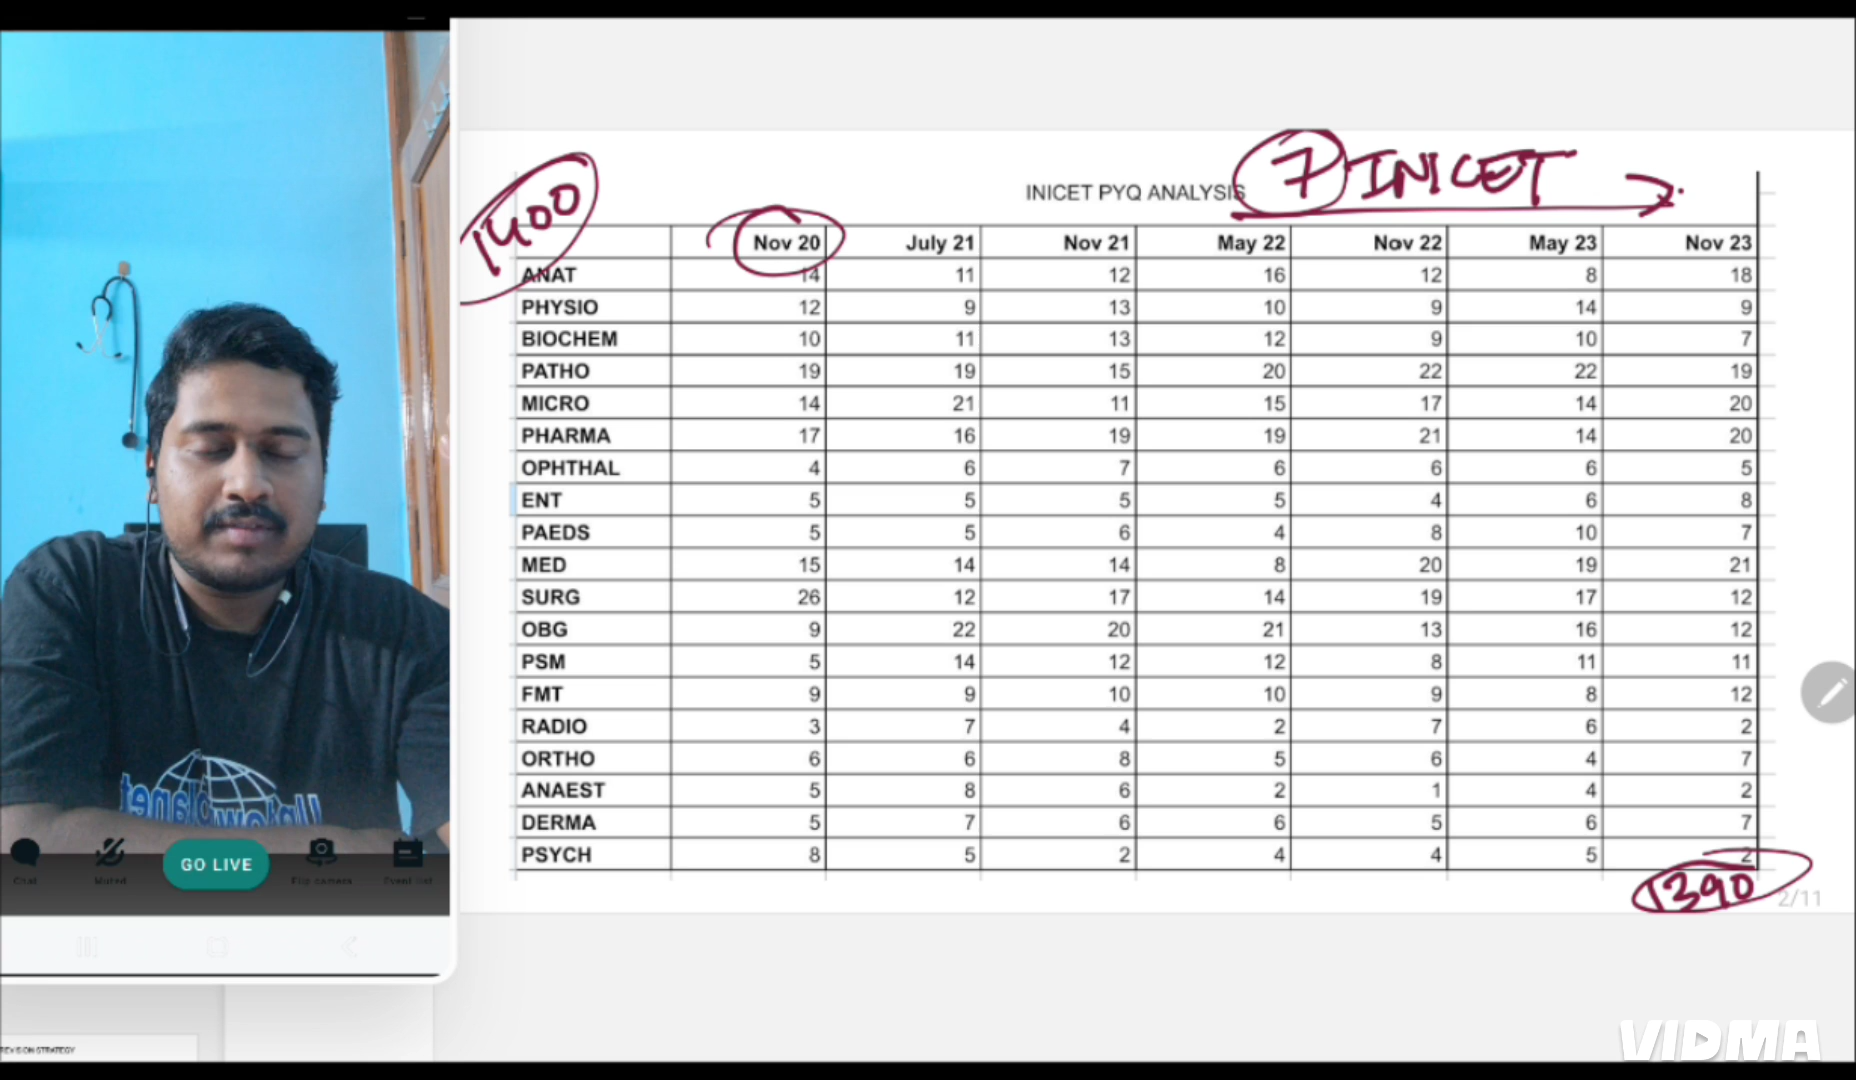 7 INICET
1400
INICET PYQ ANALYSIS
Nov 20 July 21 Nov 21 May 22 Nov 22 May 23 Nov 23
ANAT 14 11 12 16 12 8 18
PHYSIO 12 9 13 10 9 14 9
BIOCHEM 10 11 13 12 9 10 7
PATHO 19 19 15 20 22 22 19
MICRO 14 21 11 15 17 14 20
PHARMA 17 16 19 19 21 14 20
OPHTHAL 4 6 7 6 6 6 5
ENT 5 5 5 5 4 6 8
PAEDS 5 5 6 4 8 10 7
MED 15 14 14 8 20 19 21
SURG 26 12 17 14 19 17 12
OBG 9 22 20 21 13 16 12
PSM 5 14 12 12 8 11 11
FMT 9 9 10 10 9 8 12
RADIO 3 7 4 2 7 6 2
ORTHO 6 6 8 5 6 4 7
ANAEST 5 8 6 2 1 4 2
DERMA 5 7 6 6 5 6 7
PSYCH 8 5 2 4 4 5 2
1390
2/11
GO LIVE
Chat Muted Flip camera Event list
REVISION STRATEGY
VIDMA